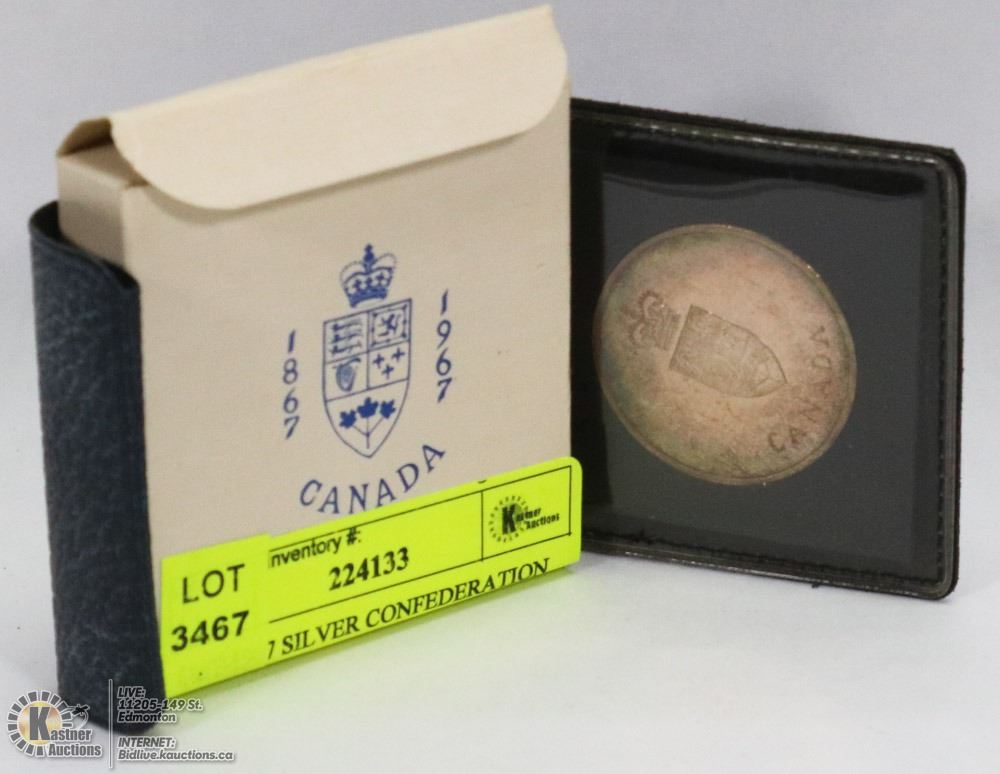 1867
1967
CANADA
CANADA
LOT
3467
nventory #:
224133
Kastner
Auctions
7 SILVER CONFEDERATION
Kastner
Auctions
LIVE:
11205-149 St.
Edmonton
INTERNET:
Bidlive.kauctions.ca